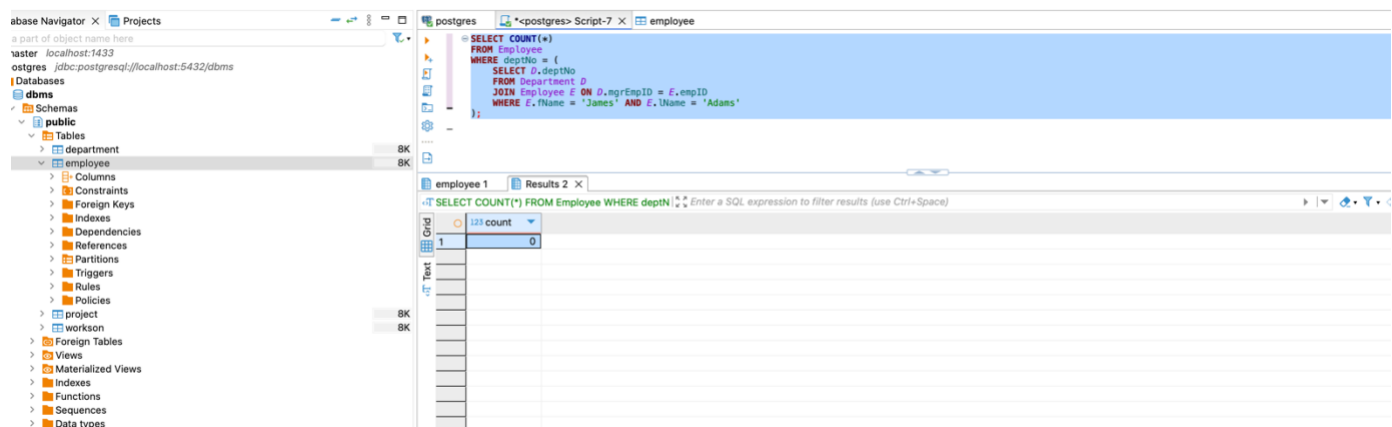 abase Navigator
Projects
a part of object name here
naster localhost:1433
ostgres jdbc:postgresql://localhost:5432/dbms
Databases
dbms
Schemas
public
Tables
department 8K
employee 8K
Columns
Constraints
Foreign Keys
Indexes
Dependencies
References
Partitions
Triggers
Rules
Policies
project 8K
workson 8K
Foreign Tables
Views
Materialized Views
Indexes
Functions
Sequences
Data types
postgres
*<postgres> Script-7
employee
SELECT COUNT(*)
FROM Employee
WHERE deptNo = (
SELECT D.deptNo
FROM Department D
JOIN Employee E ON D.mgrEmpID = E.empID
WHERE E.fName = 'James' AND E.lName = 'Adams'
);
employee 1
Results 2
SELECT COUNT(*) FROM Employee WHERE deptN Enter a SQL expression to filter results (use Ctrl+Space)
Grid
Text
123 count
1 0